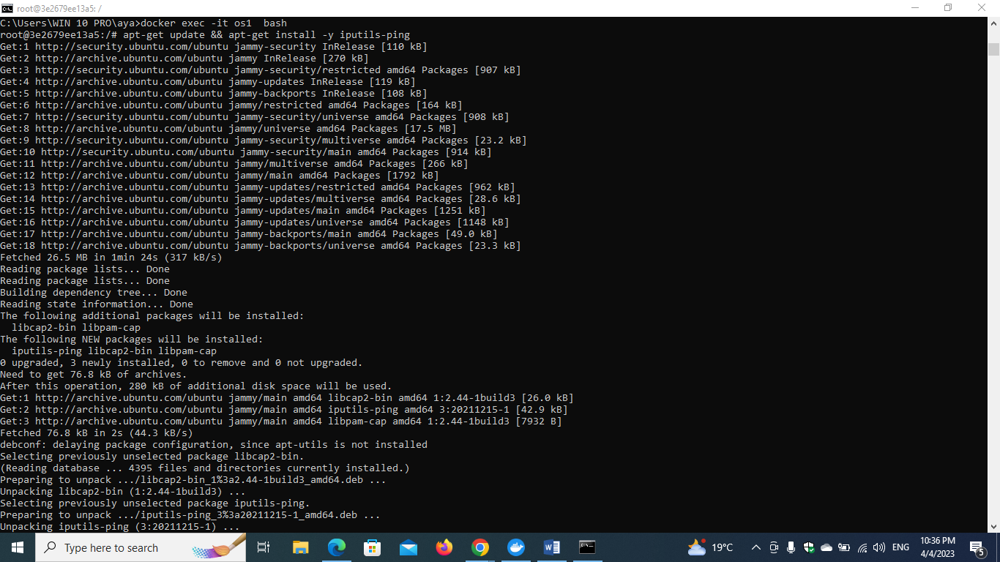 root@3e2679ee13a5: /
C:\Users\WIN 10 PRO\aya>docker exec -it os1  bash
root@3e2679ee13a5:/# apt-get update && apt-get install -y iputils-ping
Get:1 http://security.ubuntu.com/ubuntu jammy-security InRelease [110 kB]
Get:2 http://archive.ubuntu.com/ubuntu jammy InRelease [270 kB]
Get:3 http://security.ubuntu.com/ubuntu jammy-security/restricted amd64 Packages [907 kB]
Get:4 http://archive.ubuntu.com/ubuntu jammy-updates InRelease [119 kB]
Get:5 http://archive.ubuntu.com/ubuntu jammy-backports InRelease [108 kB]
Get:6 http://archive.ubuntu.com/ubuntu jammy/restricted amd64 Packages [164 kB]
Get:7 http://security.ubuntu.com/ubuntu jammy-security/universe amd64 Packages [908 kB]
Get:8 http://archive.ubuntu.com/ubuntu jammy/universe amd64 Packages [17.5 MB]
Get:9 http://security.ubuntu.com/ubuntu jammy-security/multiverse amd64 Packages [23.2 kB]
Get:10 http://security.ubuntu.com/ubuntu jammy-security/main amd64 Packages [914 kB]
Get:11 http://archive.ubuntu.com/ubuntu jammy/multiverse amd64 Packages [266 kB]
Get:12 http://archive.ubuntu.com/ubuntu jammy/main amd64 Packages [1792 kB]
Get:13 http://archive.ubuntu.com/ubuntu jammy-updates/restricted amd64 Packages [962 kB]
Get:14 http://archive.ubuntu.com/ubuntu jammy-updates/multiverse amd64 Packages [28.6 kB]
Get:15 http://archive.ubuntu.com/ubuntu jammy-updates/main amd64 Packages [1251 kB]
Get:16 http://archive.ubuntu.com/ubuntu jammy-updates/universe amd64 Packages [1148 kB]
Get:17 http://archive.ubuntu.com/ubuntu jammy-backports/main amd64 Packages [49.0 kB]
Get:18 http://archive.ubuntu.com/ubuntu jammy-backports/universe amd64 Packages [23.3 kB]
Fetched 26.5 MB in 1min 24s (317 kB/s)
Reading package lists... Done
Reading package lists... Done
Building dependency tree... Done
Reading state information... Done
The following additional packages will be installed:
  libcap2-bin libpam-cap
The following NEW packages will be installed:
  iputils-ping libcap2-bin libpam-cap
0 upgraded, 3 newly installed, 0 to remove and 0 not upgraded.
Need to get 76.8 kB of archives.
After this operation, 280 kB of additional disk space will be used.
Get:1 http://archive.ubuntu.com/ubuntu jammy/main amd64 libcap2-bin amd64 1:2.44-1build3 [26.0 kB]
Get:2 http://archive.ubuntu.com/ubuntu jammy/main amd64 iputils-ping amd64 3:20211215-1 [42.9 kB]
Get:3 http://archive.ubuntu.com/ubuntu jammy/main amd64 libpam-cap amd64 1:2.44-1build3 [7932 B]
Fetched 76.8 kB in 2s (44.3 kB/s)
debconf: delaying package configuration, since apt-utils is not installed
Selecting previously unselected package libcap2-bin.
(Reading database ... 4395 files and directories currently installed.)
Preparing to unpack .../libcap2-bin_1%3a2.44-1build3_amd64.deb ...
Unpacking libcap2-bin (1:2.44-1build3) ...
Selecting previously unselected package iputils-ping.
Preparing to unpack .../iputils-ping_3%3a20211215-1_amd64.deb ...
Unpacking iputils-ping (3:20211215-1) ...
Type here to search
19°C
ENG
10:36 PM
4/4/2023
5